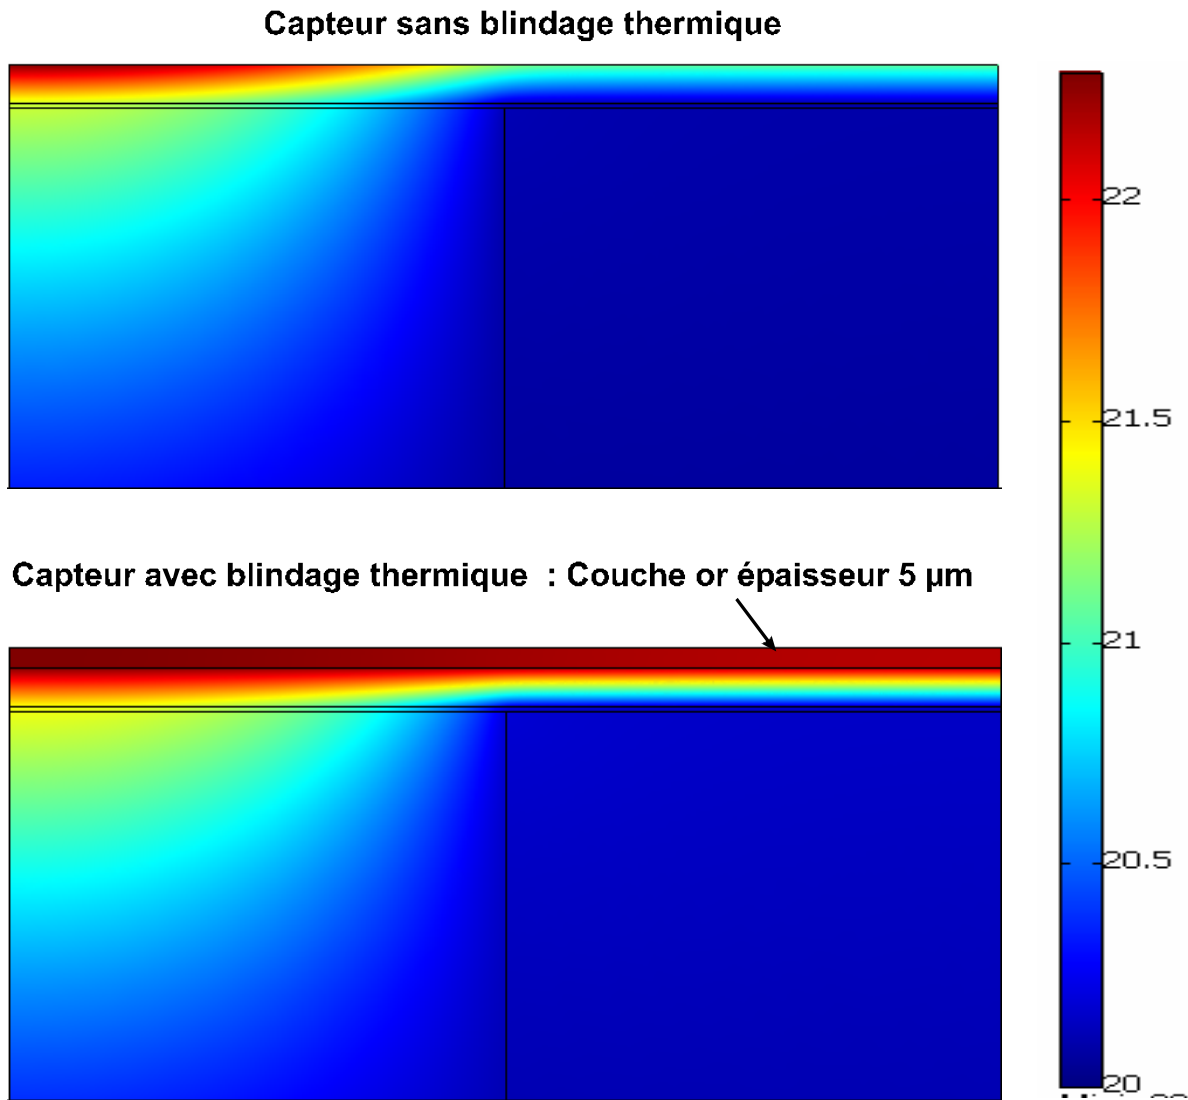 Capteur sans blindage thermique
22
21.5
Capteur avec blindage thermique : Couche or épaisseur 5 µm
21
20.5
20